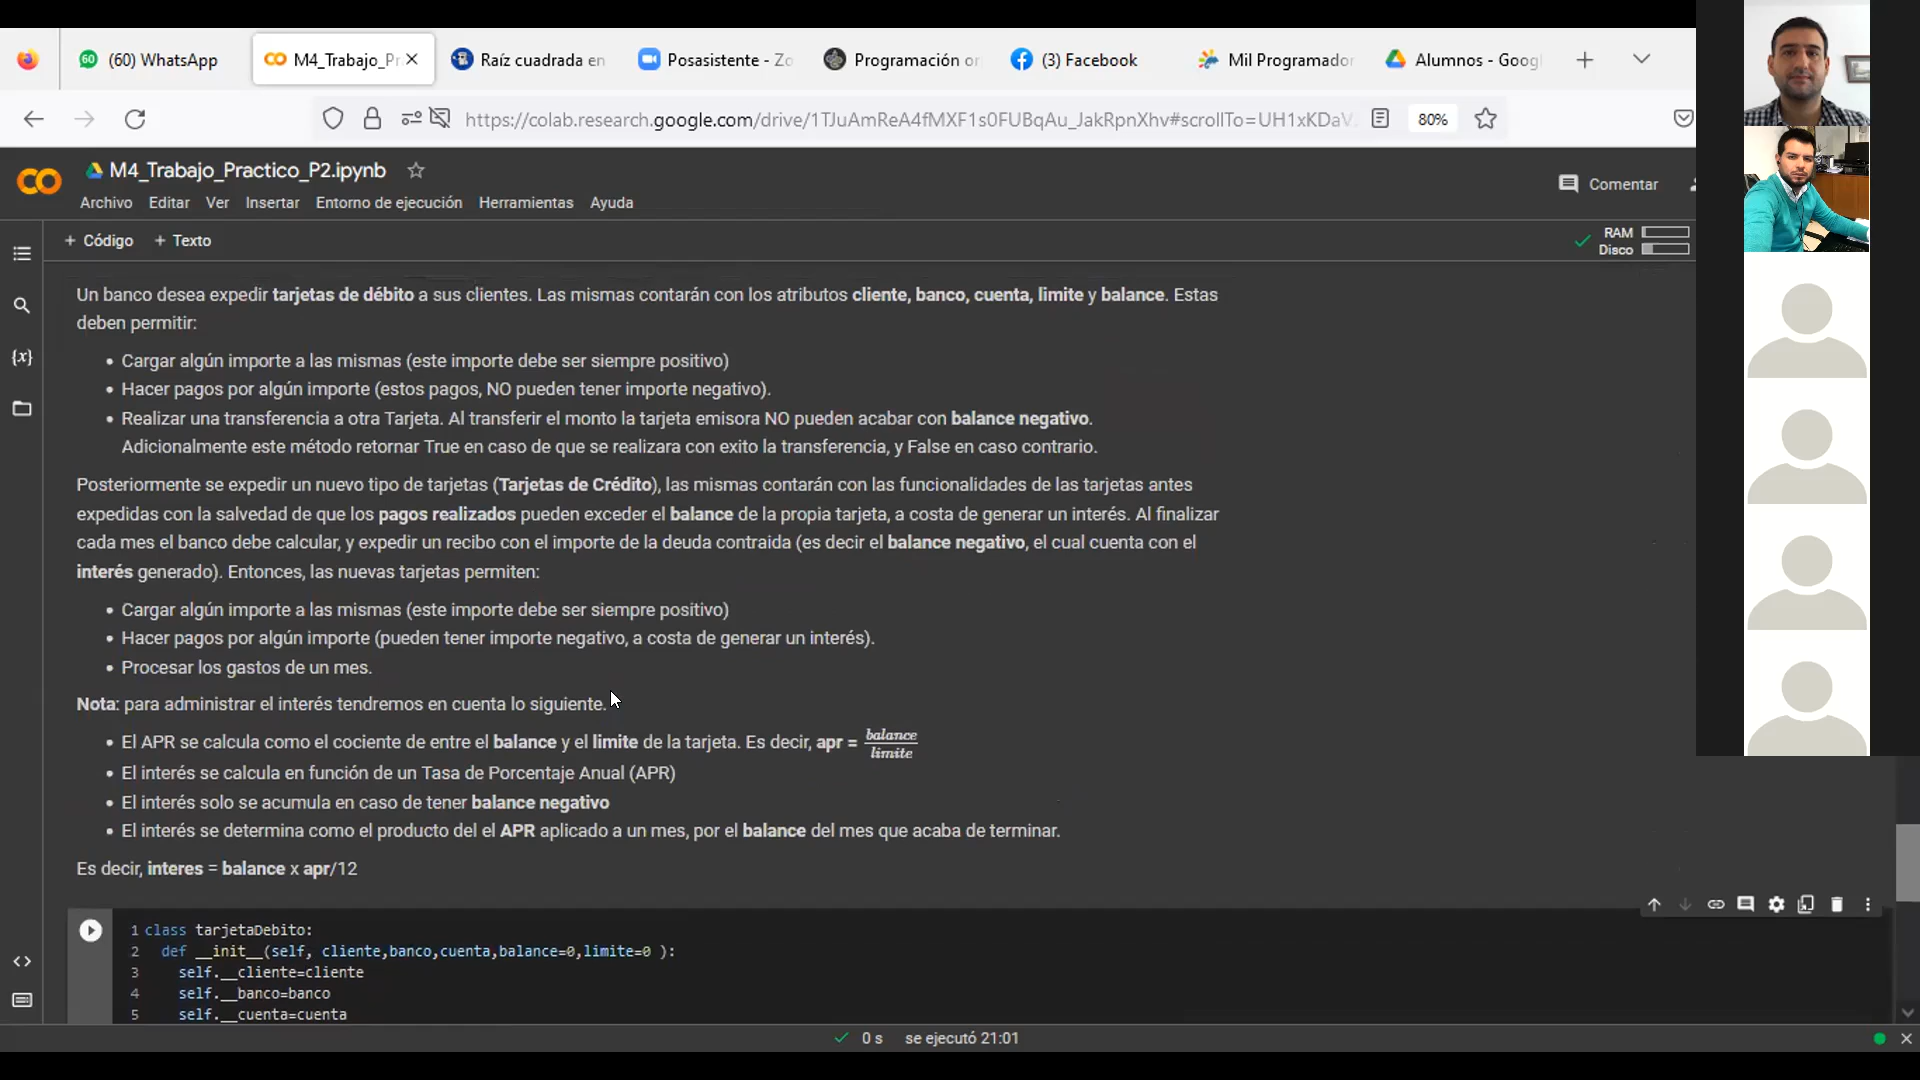 (60) WhatsApp
M4_Trabajo_Pr
Raíz cuadrada en
Posasistente - Zo
Programación or
(3) Facebook
Mil Programador
Alumnos - Googl
https://colab.research.google.com/drive/1TJuAmReA4fMXF1s0FUBqAu_JakRpnXhv#scrollTo=UH1xKDaV
80%
M4_Trabajo_Practico_P2.ipynb
Comentar
Archivo Editar Ver Insertar Entorno de ejecución Herramientas Ayuda
+ Código + Texto
RAM
Disco
Un banco desea expedir tarjetas de débito a sus clientes. Las mismas contarán con los atributos cliente, banco, cuenta, limite y balance. Estas
deben permitir:
• Cargar algún importe a las mismas (este importe debe ser siempre positivo)
• Hacer pagos por algún importe (estos pagos, NO pueden tener importe negativo).
• Realizar una transferencia a otra Tarjeta. Al transferir el monto la tarjeta emisora NO pueden acabar con balance negativo.
Adicionalmente este método retornar True en caso de que se realizara con exito la transferencia, y False en caso contrario.
Posteriormente se expedir un nuevo tipo de tarjetas (Tarjetas de Crédito), las mismas contarán con las funcionalidades de las tarjetas antes
expedidas con la salvedad de que los pagos realizados pueden exceder el balance de la propia tarjeta, a costa de generar un interés. Al finalizar
cada mes el banco debe calcular, y expedir un recibo con el importe de la deuda contraida (es decir el balance negativo, el cual cuenta con el
interés generado). Entonces, las nuevas tarjetas permiten:
• Cargar algún importe a las mismas (este importe debe ser siempre positivo)
• Hacer pagos por algún importe (pueden tener importe negativo, a costa de generar un interés).
• Procesar los gastos de un mes.
Nota: para administrar el interés tendremos en cuenta lo siguiente.
• El APR se calcula como el cociente de entre el balance y el limite de la tarjeta. Es decir, apr = balance/limite
• El interés se calcula en función de un Tasa de Porcentaje Anual (APR)
• El interés solo se acumula en caso de tener balance negativo
• El interés se determina como el producto del el APR aplicado a un mes, por el balance del mes que acaba de terminar.
Es decir, interes = balance x apr/12
1 class tarjetaDebito:
2 def __init__(self, cliente,banco,cuenta,balance=0,limite=0 ):
3 self.__cliente=cliente
4 self.__banco=banco
5 self.__cuenta=cuenta
0 s se ejecutó 21:01